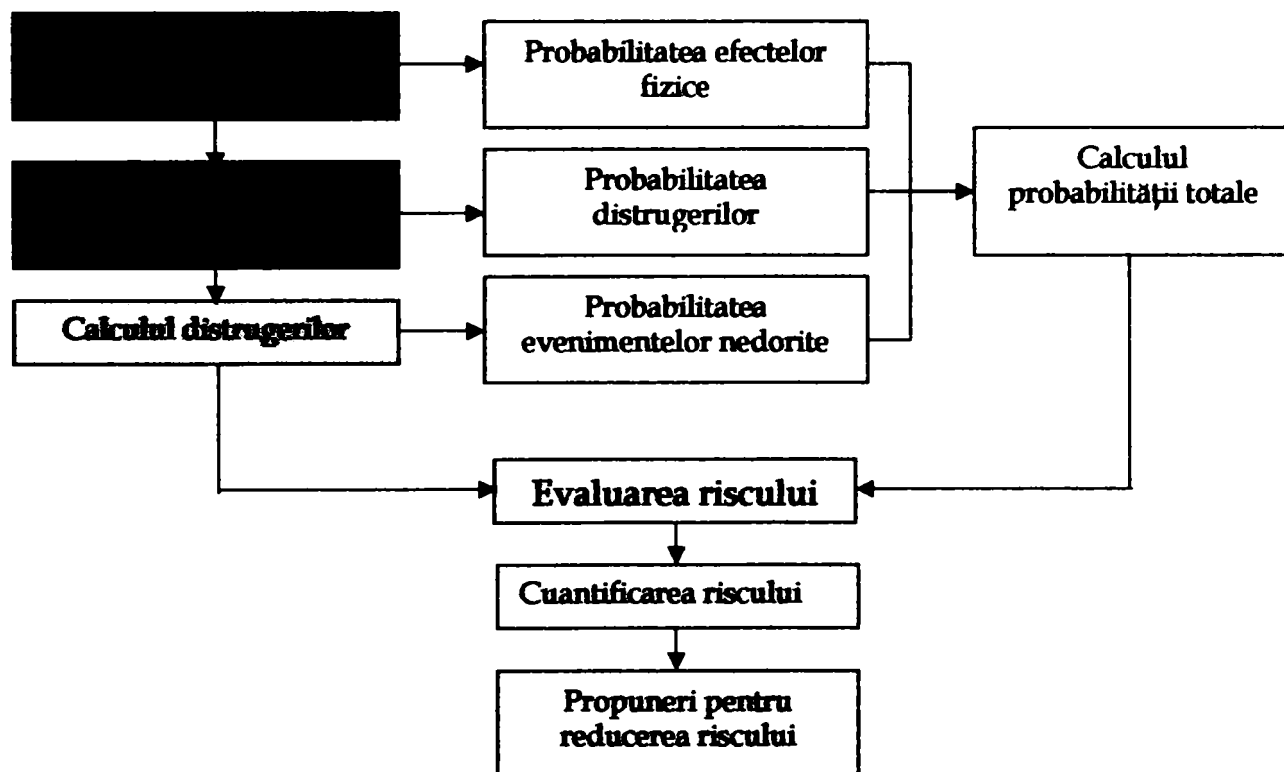 Probabilitatea efectelor
fizice
Probabilitatea
distrugerilor
Calculul
probabilității totale
Calculul distrugerilor
Probabilitatea
evenimentelor nedorite
Evaluarea riscului
Cuantificarea riscului
Propuneri pentru
reducerea riscului